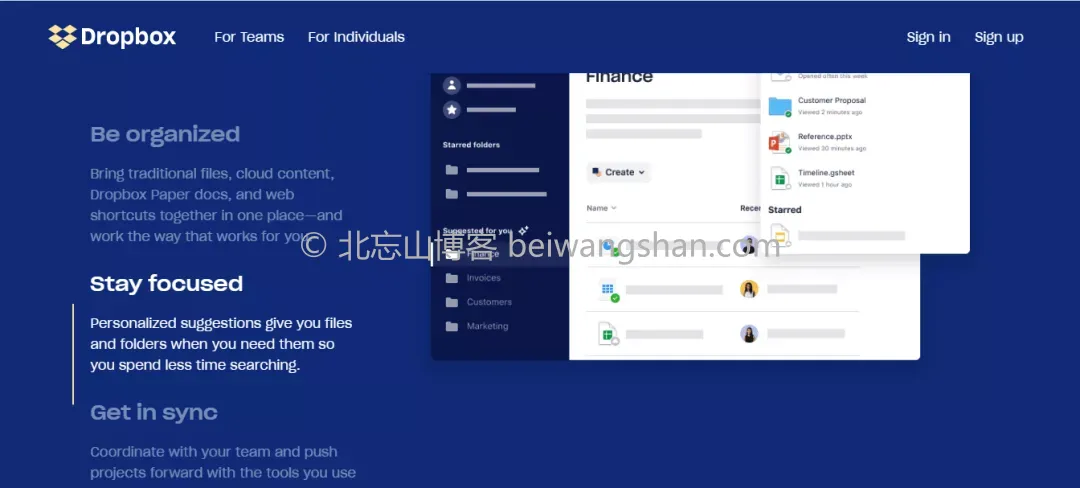 Dropbox
For Teams
For Individuals
Sign in
Sign up
Be organized
Bring traditional files, cloud content,
Dropbox Paper docs, and web
shortcuts together in one place—and
work the way that works for you
Stay focused
Personalized suggestions give you files
and folders when you need them so
you spend less time searching.
Get in sync
Coordinate with your team and push
projects forward with the tools you use
Starred folders
Suggested for you
Finance
Invoices
Customers
Marketing
Finance
Create
Name
Opened often this week
Customer Proposal
Viewed 2 minutes ago
Reference.pptx
Viewed 30 minutes ago
Timeline.gsheet
Viewed 1 hour ago
Starred
© 北忘山博客 beiwangshan.com